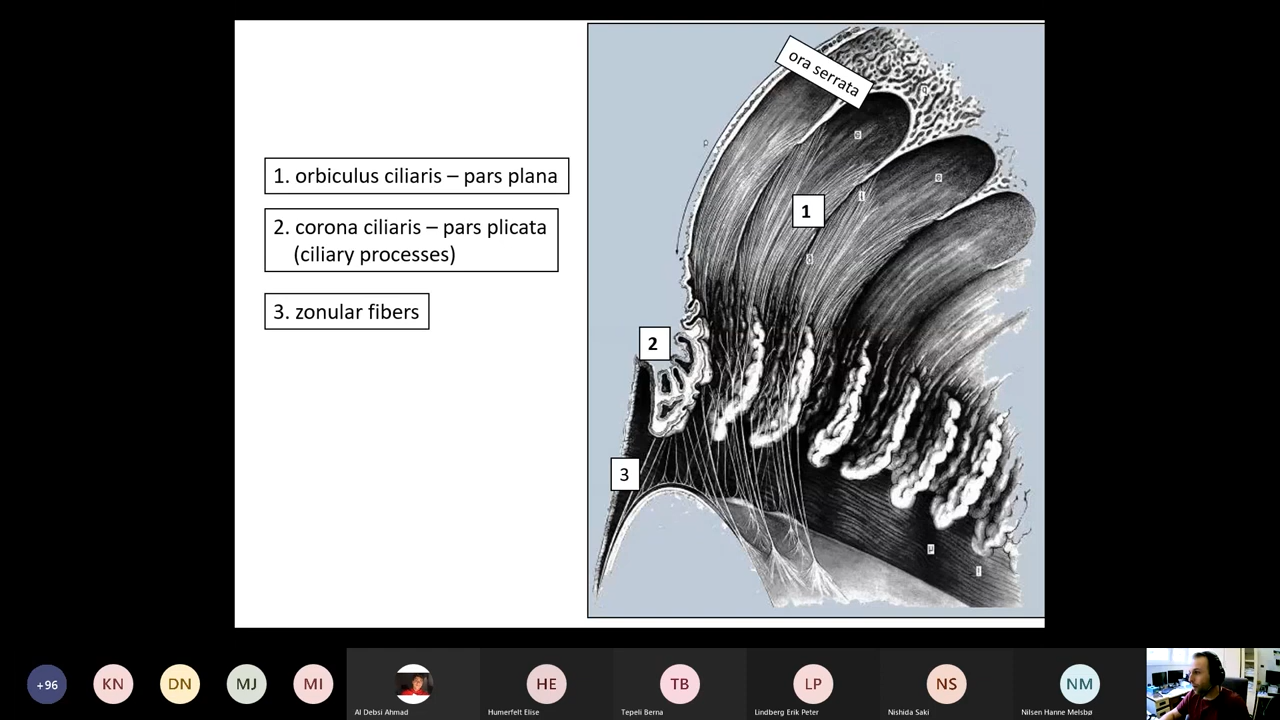 ora serrata
1. orbiculus ciliaris – pars plana
2. corona ciliaris – pars plicata
(ciliary processes)
3. zonular fibers
1
2
3
+96
KN
DN
MJ
MI
HE
TB
LP
NS
NM
Al Debsi Ahmad
Humerfelt Elise
Tepeli Berna
Lindberg Erik Peter
Nishida Saki
Nilsen Hanne Melsbø